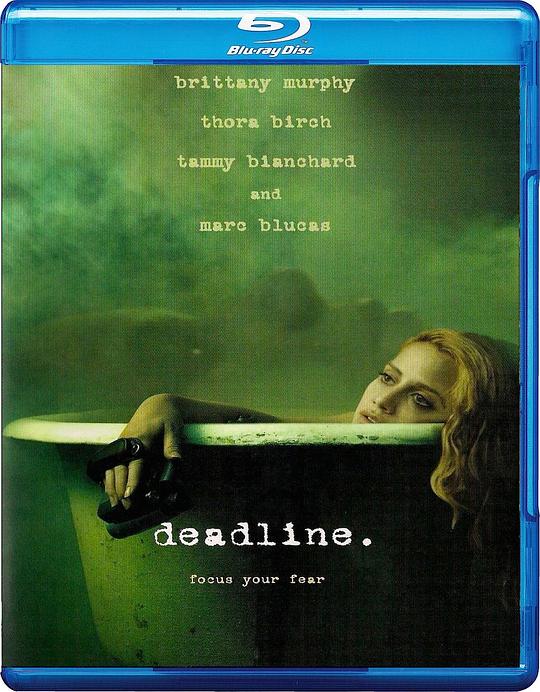 Blu-ray Disc
brittany murphy
thora birch
tammy blanchard
and
marc blucas
deadline.
focus your fear